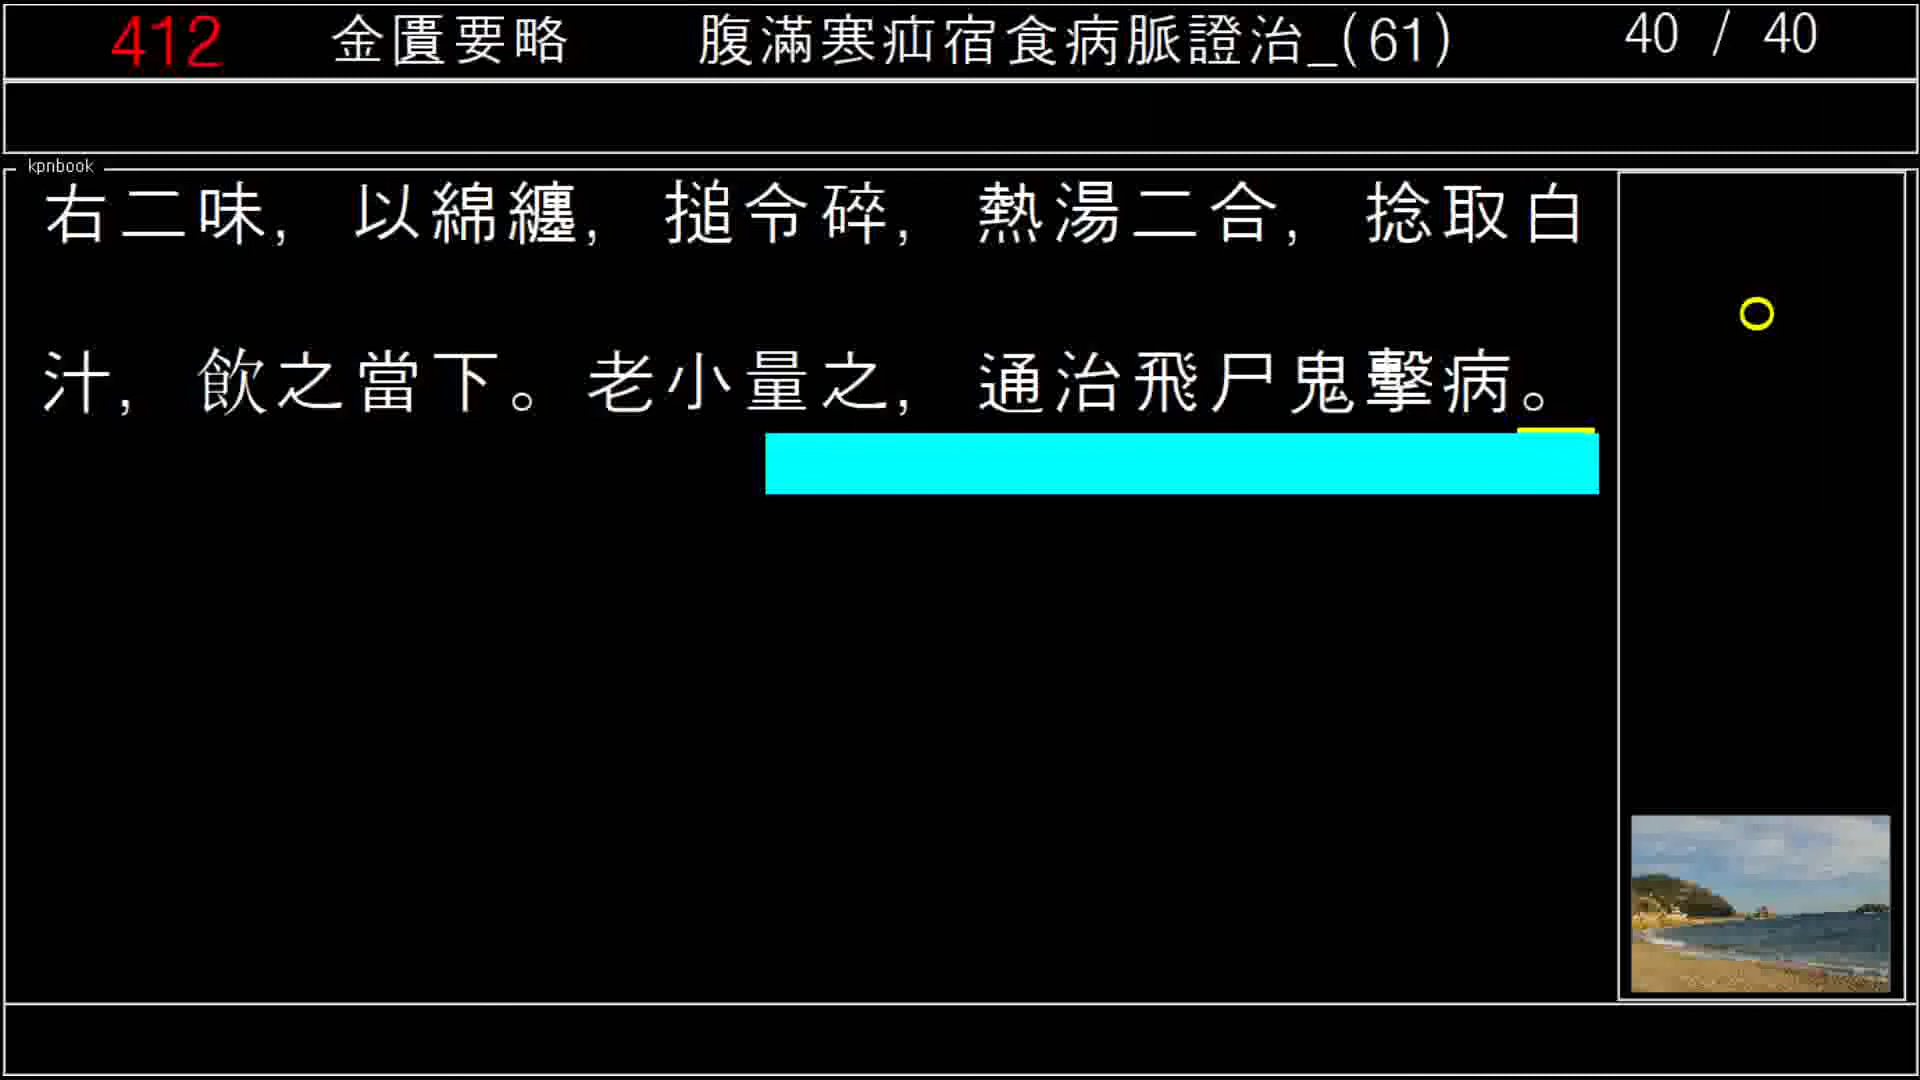 412 金匱要略 腹滿寒疝宿食病脈證治_(61) 40 / 40
kpnbook
右二味, 以綿纏, 搥令碎, 熱湯二合, 捻取白
汁, 飮之當下。老小量之, 通治飛尸鬼擊病。